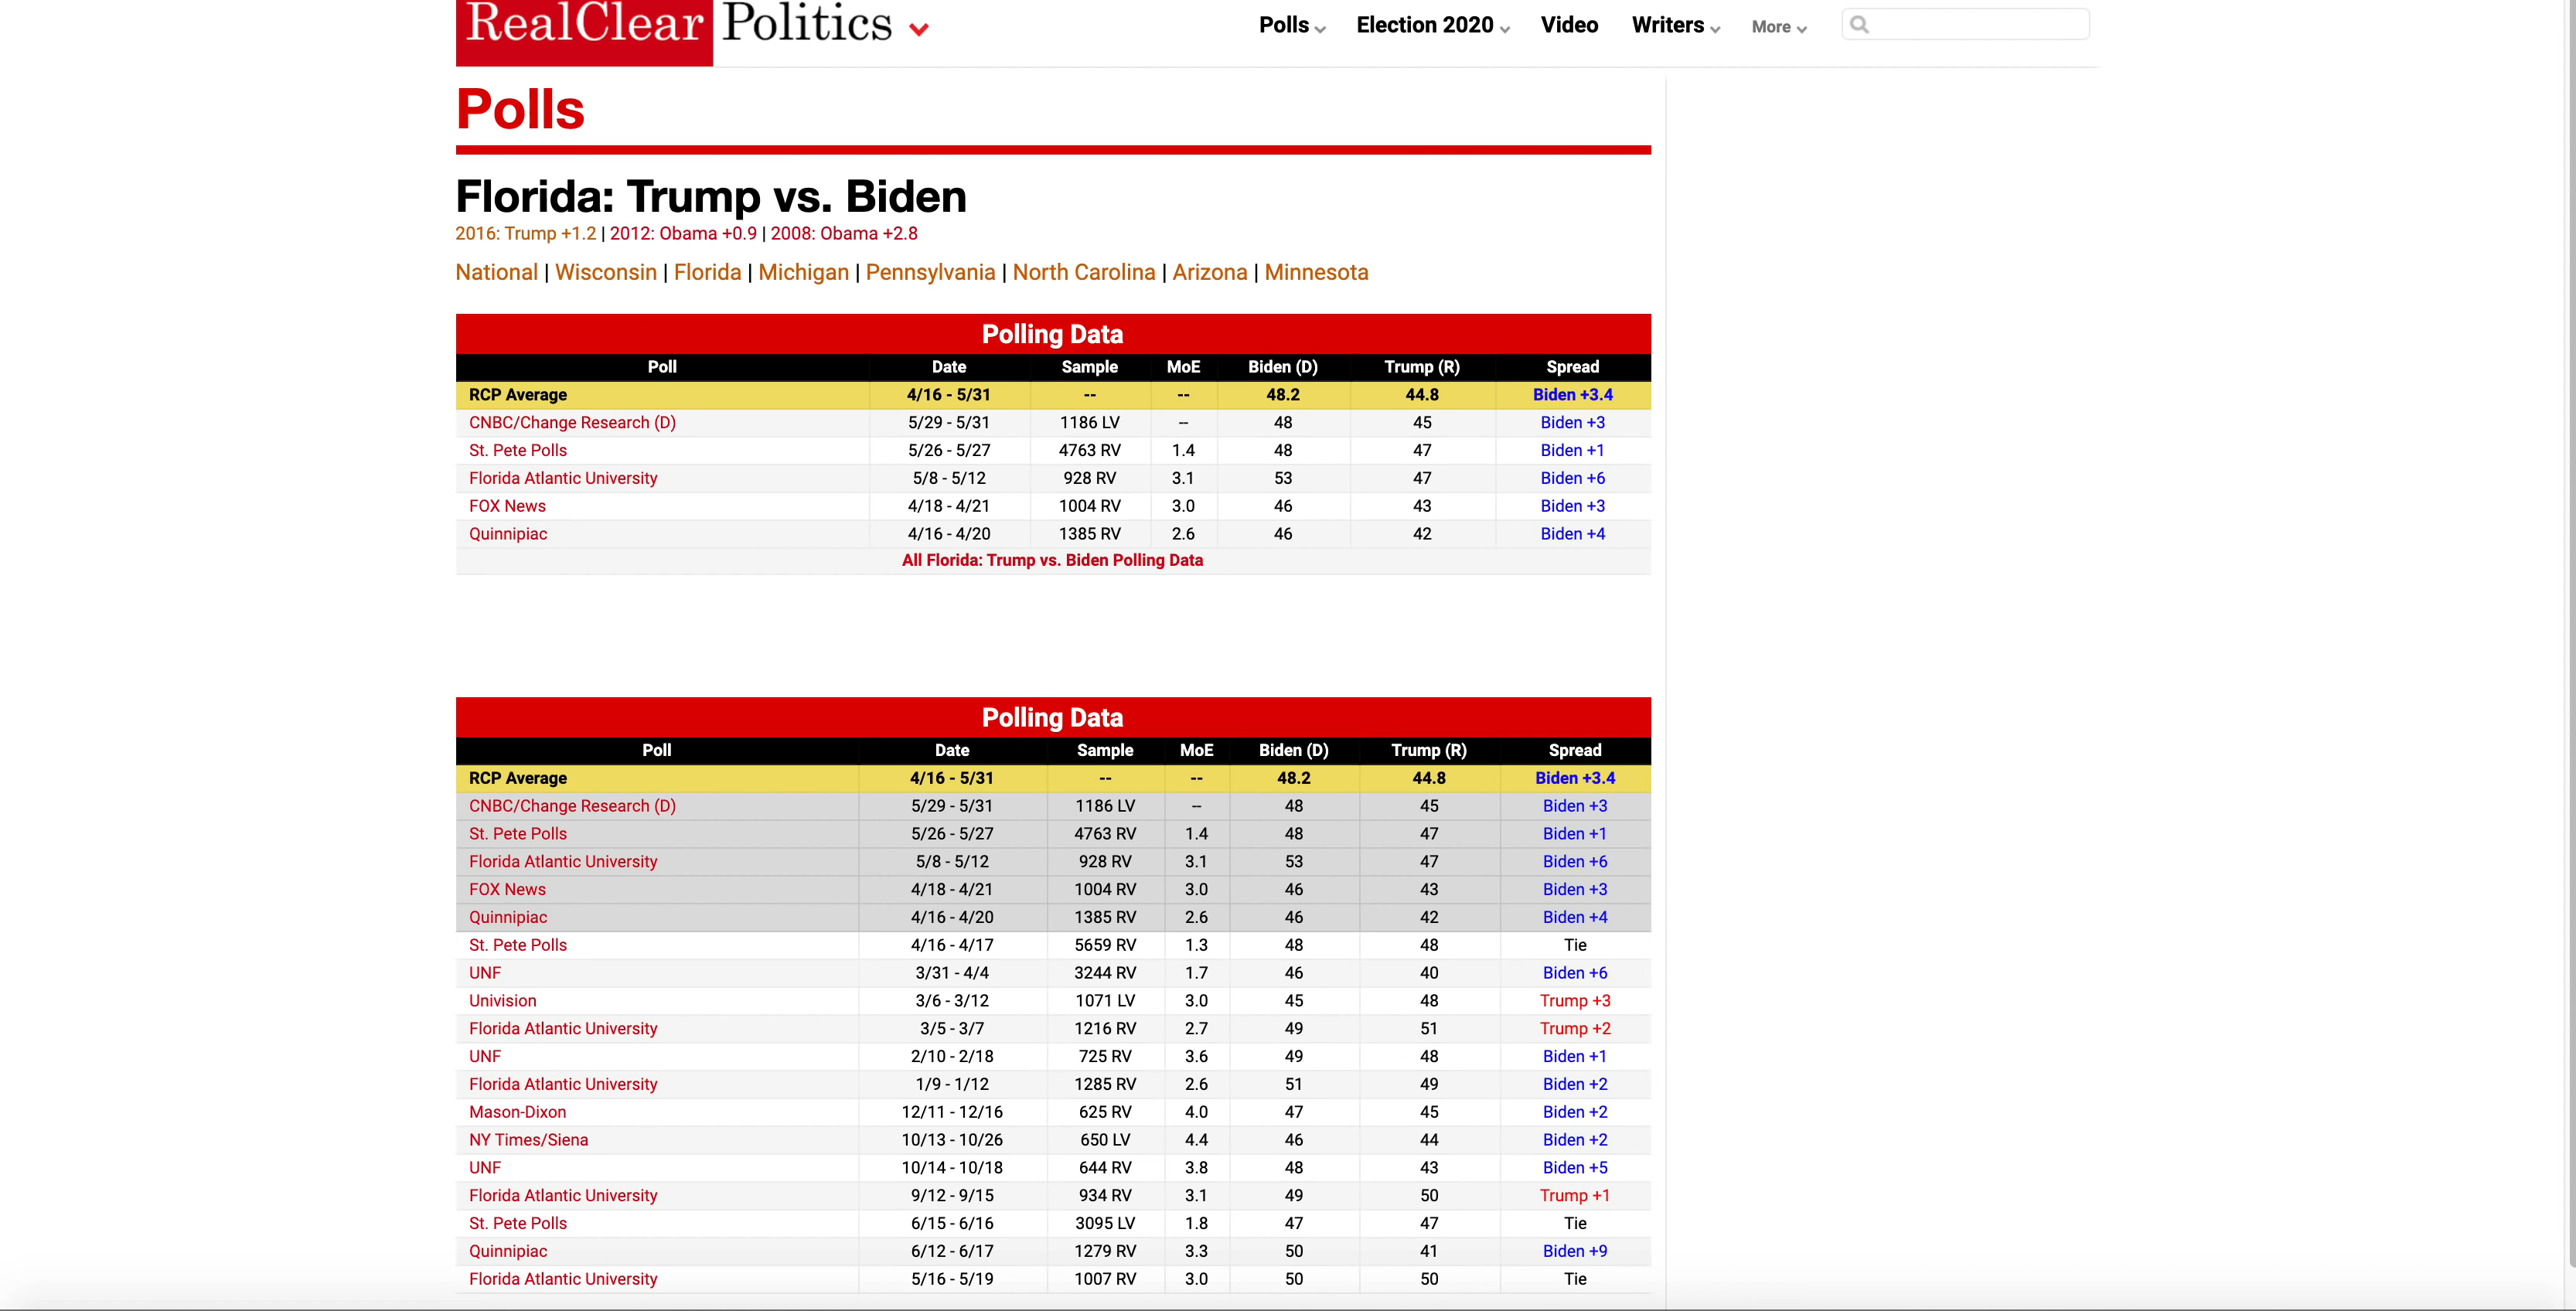 RealClear Politics Polls Election 2020 Video Writers More
Polls
Florida: Trump vs. Biden
2016: Trump +1.2 | 2012: Obama +0.9 | 2008: Obama +2.8
National | Wisconsin | Florida | Michigan | Pennsylvania | North Carolina | Arizona | Minnesota
Polling Data
Poll Date Sample MoE Biden (D) Trump (R) Spread
RCP Average 4/16 - 5/31 -- -- 48.2 44.8 Biden +3.4
CNBC/Change Research (D) 5/29 - 5/31 1186 LV -- 48 45 Biden +3
St. Pete Polls 5/26 - 5/27 4763 RV 1.4 48 47 Biden +1
Florida Atlantic University 5/8 - 5/12 928 RV 3.1 53 47 Biden +6
FOX News 4/18 - 4/21 1004 RV 3.0 46 43 Biden +3
Quinnipiac 4/16 - 4/20 1385 RV 2.6 46 42 Biden +4
All Florida: Trump vs. Biden Polling Data
Polling Data
Poll Date Sample MoE Biden (D) Trump (R) Spread
RCP Average 4/16 - 5/31 -- -- 48.2 44.8 Biden +3.4
CNBC/Change Research (D) 5/29 - 5/31 1186 LV -- 48 45 Biden +3
St. Pete Polls 5/26 - 5/27 4763 RV 1.4 48 47 Biden +1
Florida Atlantic University 5/8 - 5/12 928 RV 3.1 53 47 Biden +6
FOX News 4/18 - 4/21 1004 RV 3.0 46 43 Biden +3
Quinnipiac 4/16 - 4/20 1385 RV 2.6 46 42 Biden +4
St. Pete Polls 4/16 - 4/17 5659 RV 1.3 48 48 Tie
UNF 3/31 - 4/4 3244 RV 1.7 46 40 Biden +6
Univision 3/6 - 3/12 1071 LV 3.0 45 48 Trump +3
Florida Atlantic University 3/5 - 3/7 1216 RV 2.7 49 51 Trump +2
UNF 2/10 - 2/18 725 RV 3.6 49 48 Biden +1
Florida Atlantic University 1/9 - 1/12 1285 RV 2.6 51 49 Biden +2
Mason-Dixon 12/11 - 12/16 625 RV 4.0 47 45 Biden +2
NY Times/Siena 10/13 - 10/26 650 LV 4.4 46 44 Biden +2
UNF 10/14 - 10/18 644 RV 3.8 48 43 Biden +5
Florida Atlantic University 9/12 - 9/15 934 RV 3.1 49 50 Trump +1
St. Pete Polls 6/15 - 6/16 3095 LV 1.8 47 47 Tie
Quinnipiac 6/12 - 6/17 1279 RV 3.3 50 41 Biden +9
Florida Atlantic University 5/16 - 5/19 1007 RV 3.0 50 50 Tie